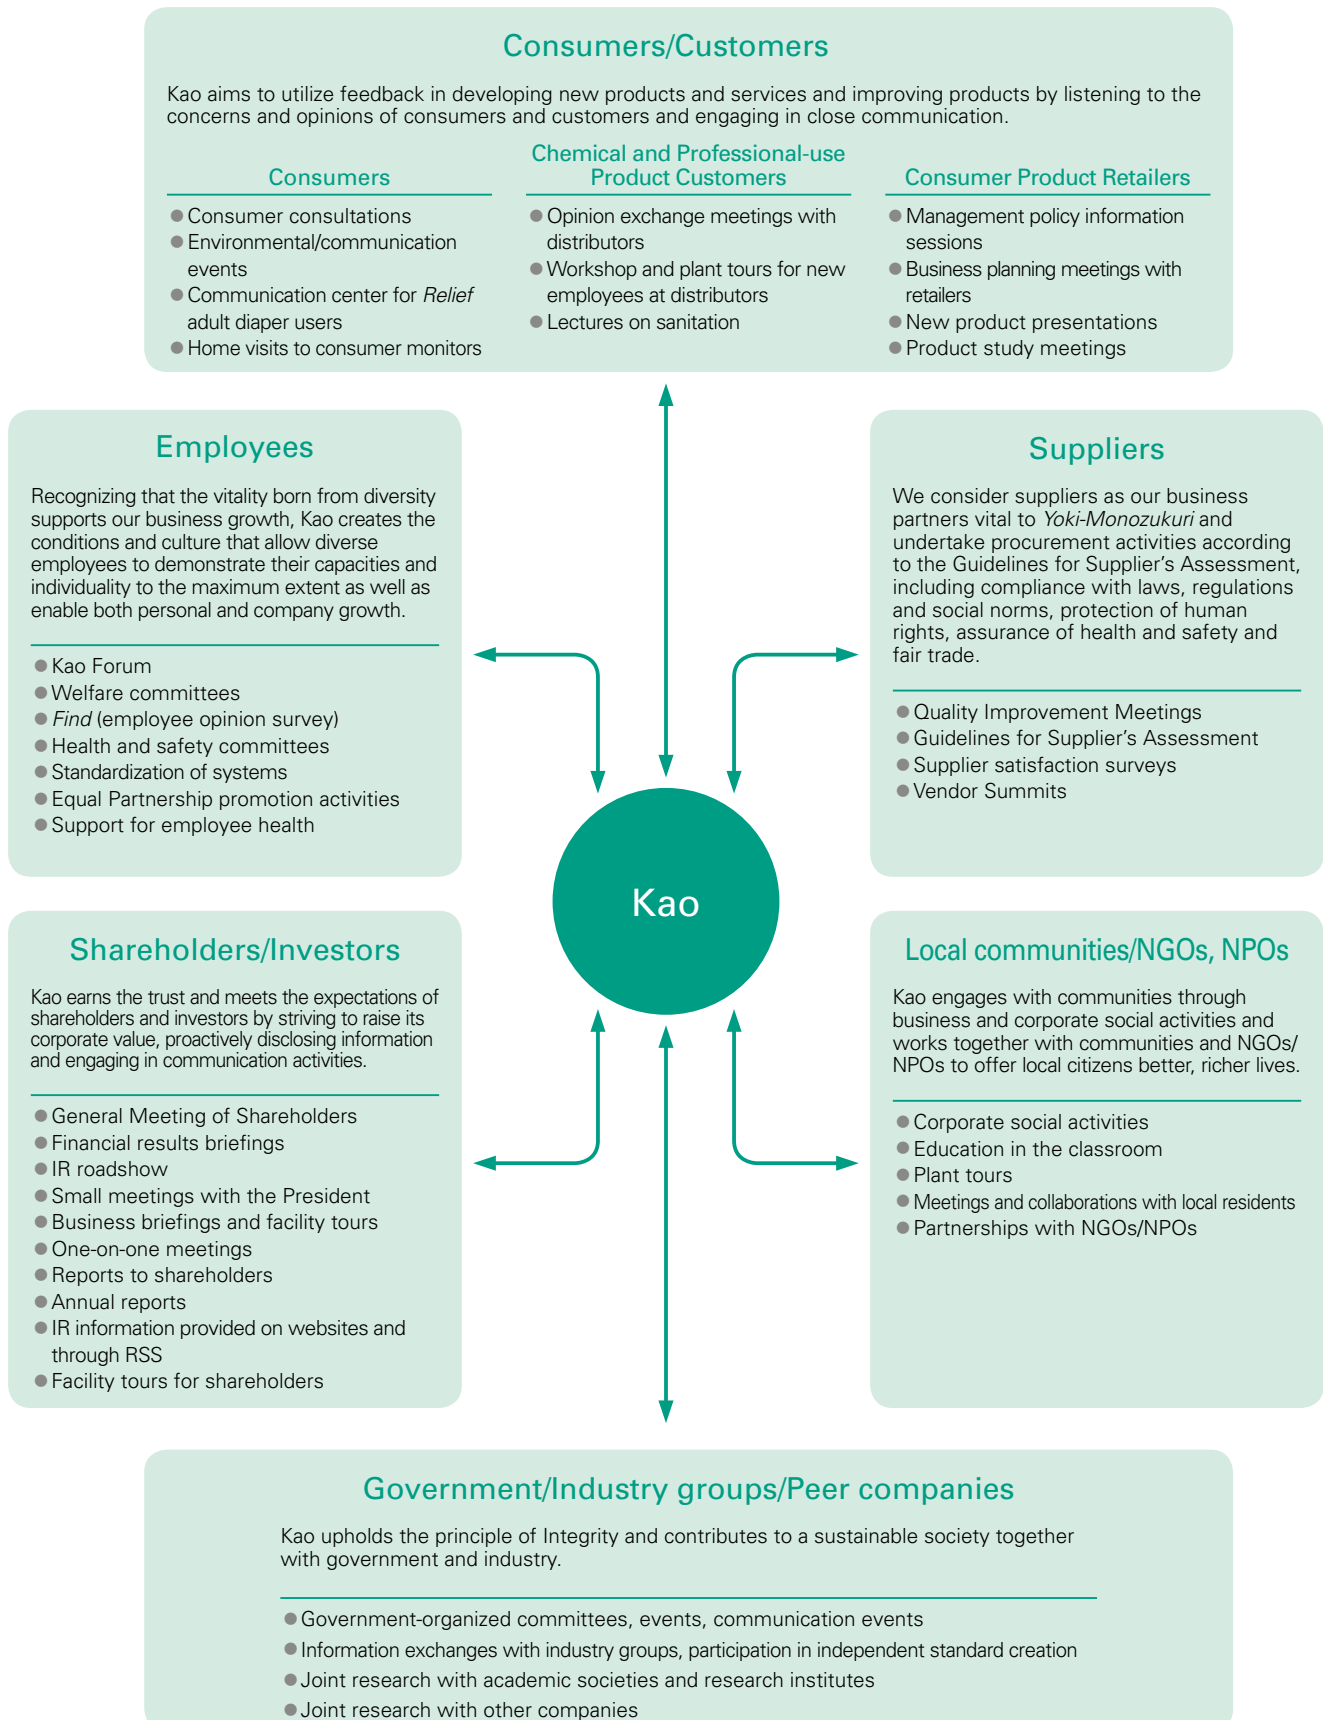 Consumers/Customers
Kao aims to utilize feedback in developing new products and services and improving products by listening to the
concerns and opinions of consumers and customers and engaging in close communication.
Consumers
● Consumer consultations
● Environmental/communication
events
● Communication center for Relief
adult diaper users
● Home visits to consumer monitors
Chemical and Professional-use
Product Customers
● Opinion exchange meetings with
distributors
● Workshop and plant tours for new
employees at distributors
● Lectures on sanitation
Consumer Product Retailers
● Management policy information
sessions
● Business planning meetings with
retailers
● New product presentations
● Product study meetings
Employees
Recognizing that the vitality born from diversity
supports our business growth, Kao creates the
conditions and culture that allow diverse
employees to demonstrate their capacities and
individuality to the maximum extent as well as
enable both personal and company growth.
● Kao Forum
● Welfare committees
● Find (employee opinion survey)
● Health and safety committees
● Standardization of systems
● Equal Partnership promotion activities
● Support for employee health
Suppliers
We consider suppliers as our business
partners vital to Yoki-Monozukuri and
undertake procurement activities according
to the Guidelines for Supplier’s Assessment,
including compliance with laws, regulations
and social norms, protection of human
rights, assurance of health and safety and
fair trade.
● Quality Improvement Meetings
● Guidelines for Supplier’s Assessment
● Supplier satisfaction surveys
● Vendor Summits
Kao
Shareholders/Investors
Kao earns the trust and meets the expectations of
shareholders and investors by striving to raise its
corporate value, proactively disclosing information
and engaging in communication activities.
● General Meeting of Shareholders
● Financial results briefings
● IR roadshow
● Small meetings with the President
● Business briefings and facility tours
● One-on-one meetings
● Reports to shareholders
● Annual reports
● IR information provided on websites and
through RSS
● Facility tours for shareholders
Local communities/NGOs, NPOs
Kao engages with communities through
business and corporate social activities and
works together with communities and NGOs/
NPOs to offer local citizens better, richer lives.
● Corporate social activities
● Education in the classroom
● Plant tours
● Meetings and collaborations with local residents
● Partnerships with NGOs/NPOs
Government/Industry groups/Peer companies
Kao upholds the principle of Integrity and contributes to a sustainable society together
with government and industry.
● Government-organized committees, events, communication events
● Information exchanges with industry groups, participation in independent standard creation
● Joint research with academic societies and research institutes
● Joint research with other companies